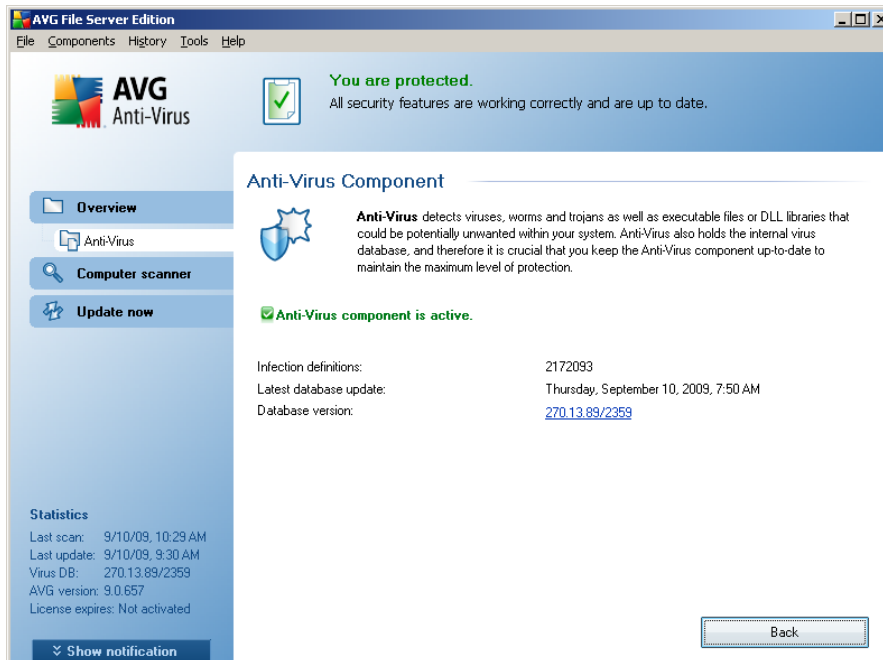 AVG File Server Edition
File Components History Tools Help
AVG
Anti-Virus
You are protected.
All security features are working correctly and are up to date.
Overview
Anti-Virus
Computer scanner
Update now
Anti-Virus Component
Anti-Virus detects viruses, worms and trojans as well as executable files or DLL libraries that
could be potentially unwanted within your system. Anti-Virus also holds the internal virus
database, and therefore it is crucial that you keep the Anti-Virus component up-to-date to
maintain the maximum level of protection.
Anti-Virus component is active.
Infection definitions: 2172093
Latest database update: Thursday, September 10, 2009, 7:50 AM
Database version: 270.13.89/2359
Statistics
Last scan: 9/10/09, 10:29 AM
Last update: 9/10/09, 9:30 AM
Virus DB: 270.13.89/2359
AVG version: 9.0.657
License expires: Not activated
Show notification
Back